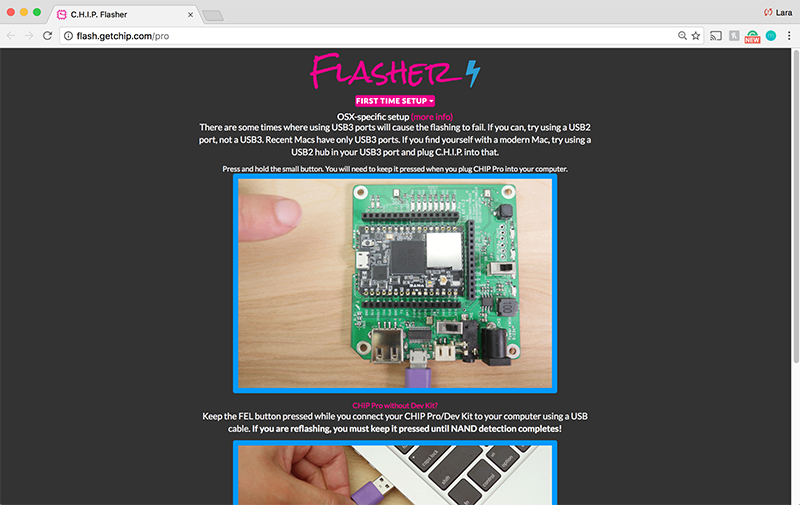 C.H.I.P. Flasher
Lara
flash.getchip.com/pro
NEW
FLASHER
FIRST TIME SETUP
OSX-specific setup (more info)
There are some times where using USB3 ports will cause the flashing to fail. If you can, try using a USB2
port, not a USB3. Recent Macs have only USB3 ports. If you find yourself with a modern Mac, try using a
USB2 hub in your USB3 port and plug C.H.I.P. into that.
Press and hold the small button. You will need to keep it pressed when you plug CHIP Pro into your computer.
CHIP Pro without Dev Kit?
Keep the FEL button pressed while you connect your CHIP Pro/Dev Kit to your computer using a USB
cable. If you are reflashing, you must keep it pressed until NAND detection completes!
caps lock
shift
control
option